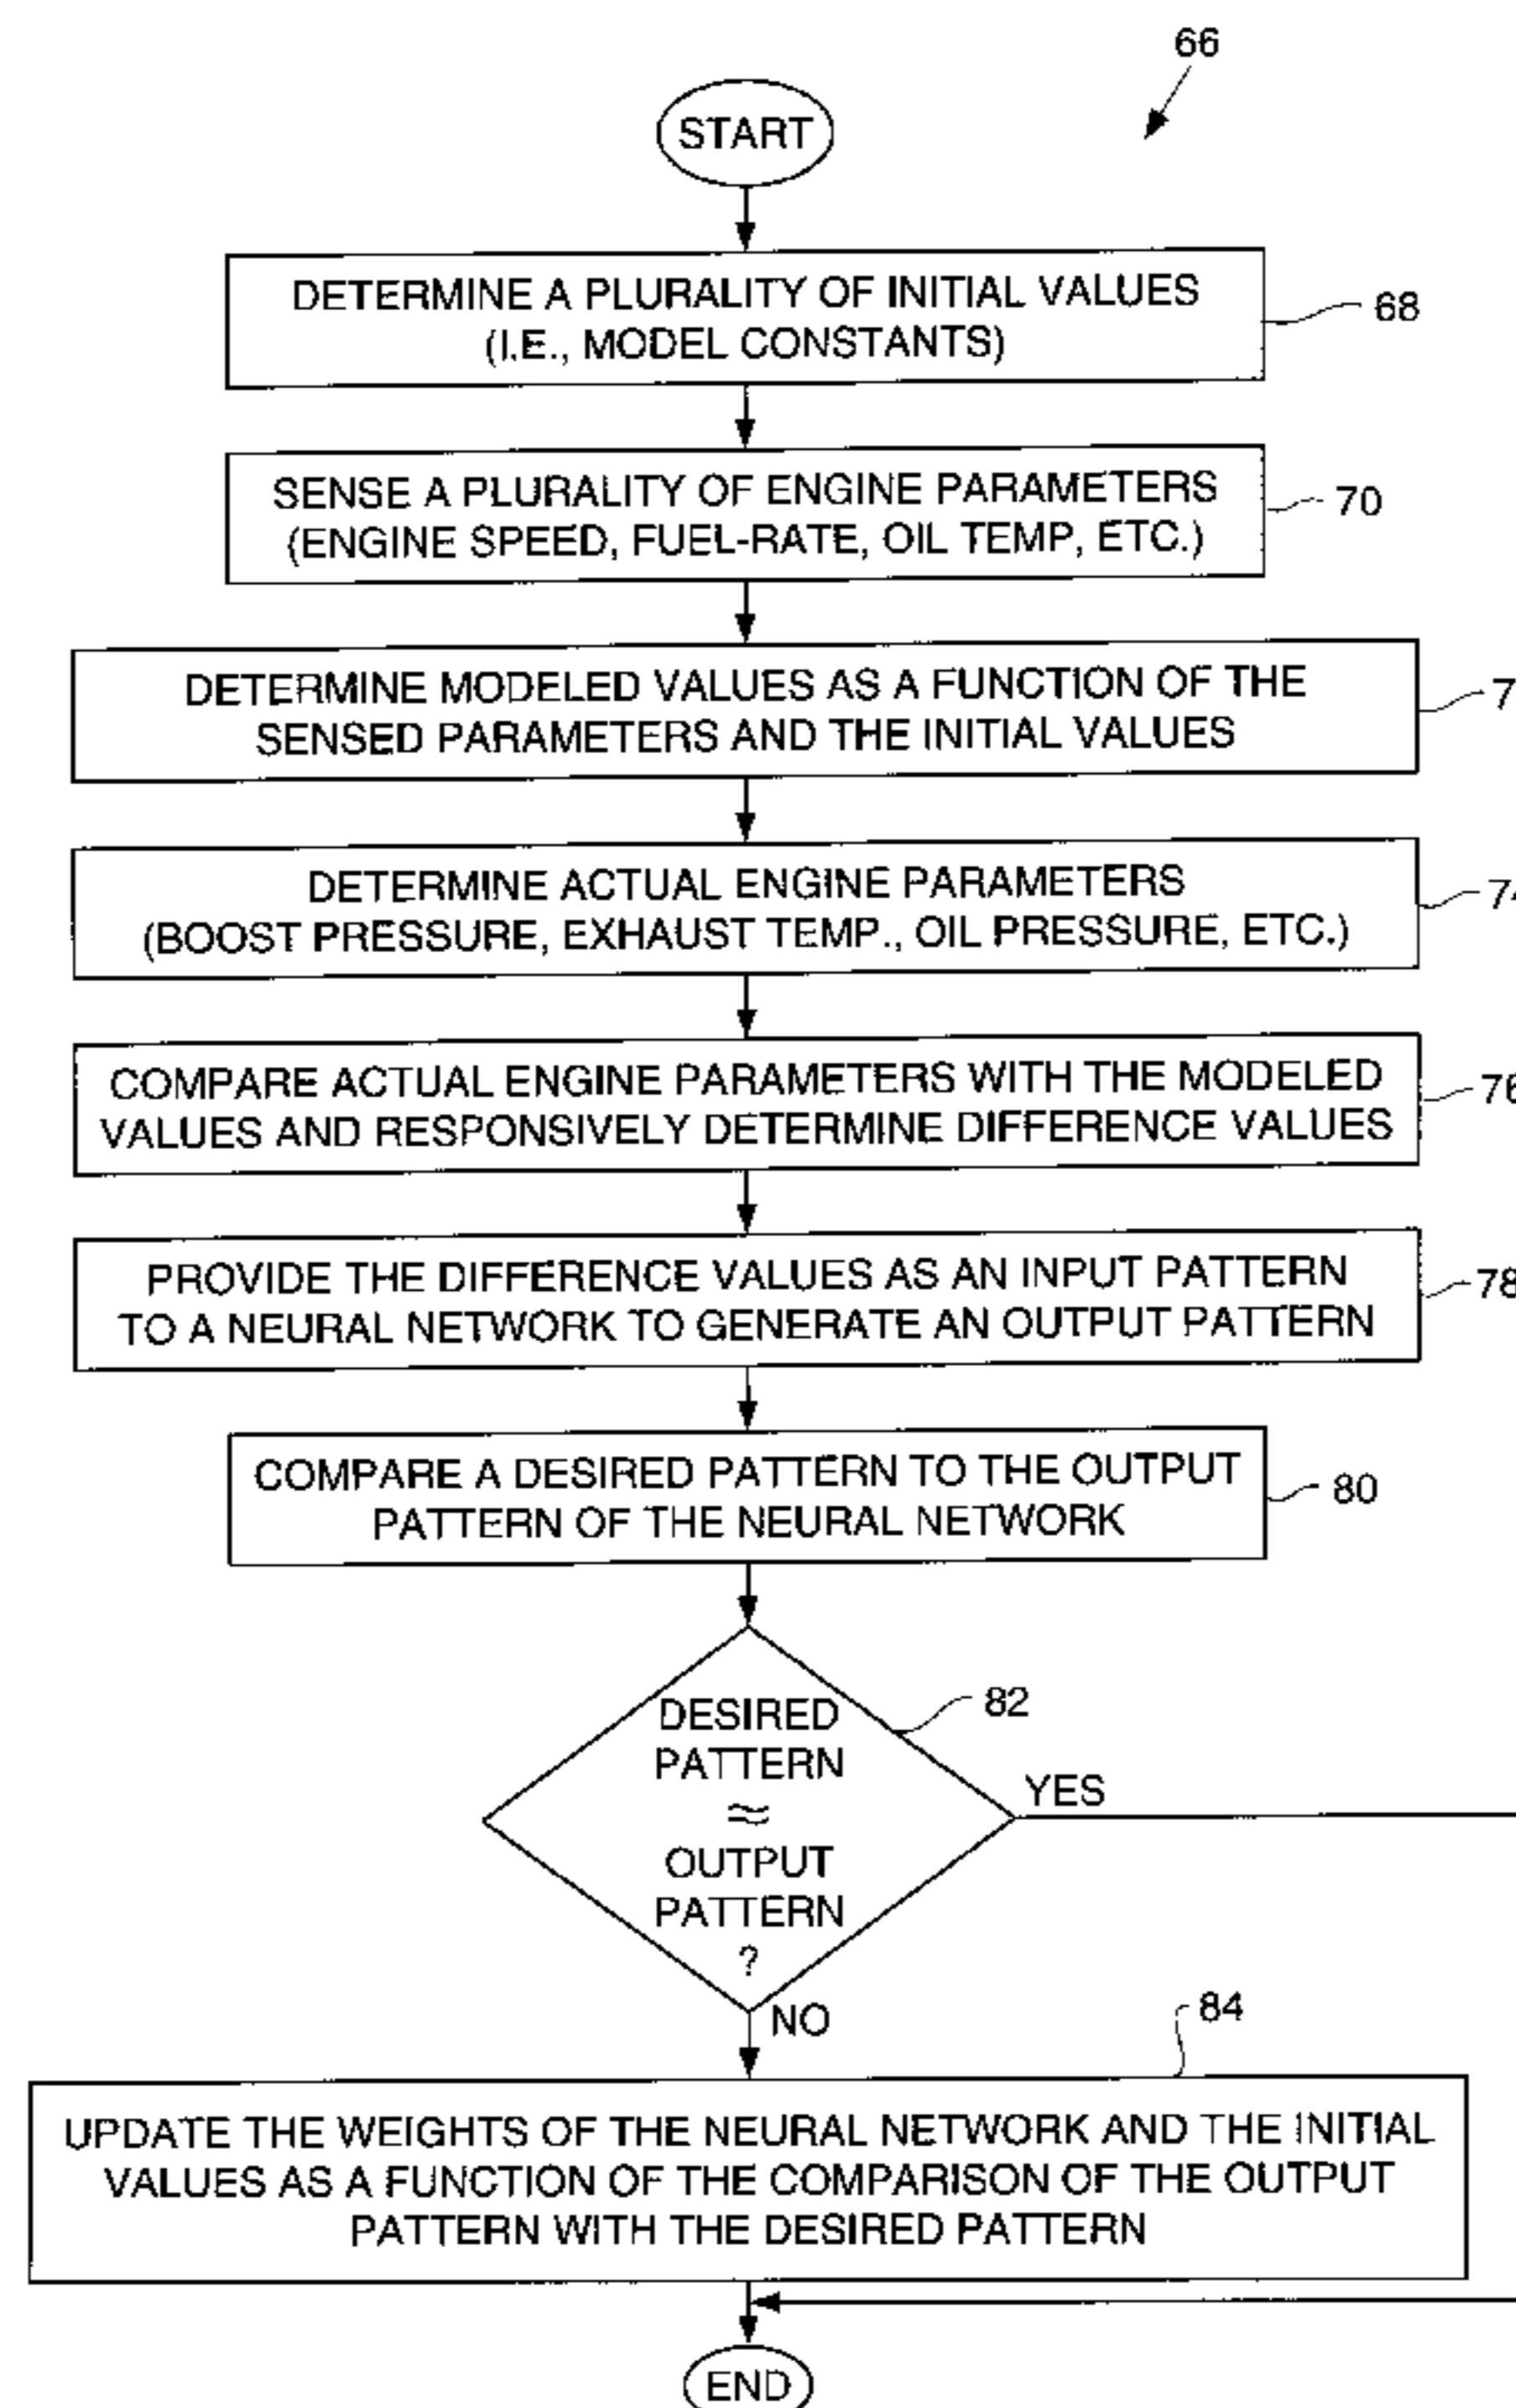 66
START
DETERMINE A PLURALITY OF INITIAL VALUES
(I.E., MODEL CONSTANTS)
68
SENSE A PLURALITY OF ENGINE PARAMETERS
(ENGINE SPEED, FUEL-RATE, OIL TEMP, ETC.)
70
DETERMINE MODELED VALUES AS A FUNCTION OF THE
SENSED PARAMETERS AND THE INITIAL VALUES
7
DETERMINE ACTUAL ENGINE PARAMETERS
(BOOST PRESSURE, EXHAUST TEMP., OIL PRESSURE, ETC.)
74
COMPARE ACTUAL ENGINE PARAMETERS WITH THE MODELED
VALUES AND RESPONSIVELY DETERMINE DIFFERENCE VALUES
76
PROVIDE THE DIFFERENCE VALUES AS AN INPUT PATTERN
TO A NEURAL NETWORK TO GENERATE AN OUTPUT PATTERN
78
COMPARE A DESIRED PATTERN TO THE OUTPUT
PATTERN OF THE NEURAL NETWORK
80
DESIRED
PATTERN
≈
OUTPUT
PATTERN
?
82
YES
NO
84
UPDATE THE WEIGHTS OF THE NEURAL NETWORK AND THE INITIAL
VALUES AS A FUNCTION OF THE COMPARISON OF THE OUTPUT
PATTERN WITH THE DESIRED PATTERN
END